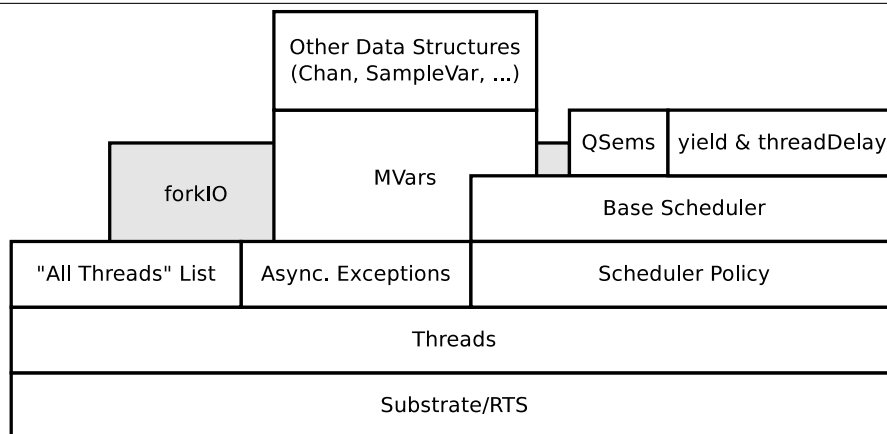 Other Data Structures
(Chan, SampleVar, ...)
QSems
yield & threadDelay
forkIO
MVars
Base Scheduler
"All Threads" List
Async. Exceptions
Scheduler Policy
Threads
Substrate/RTS